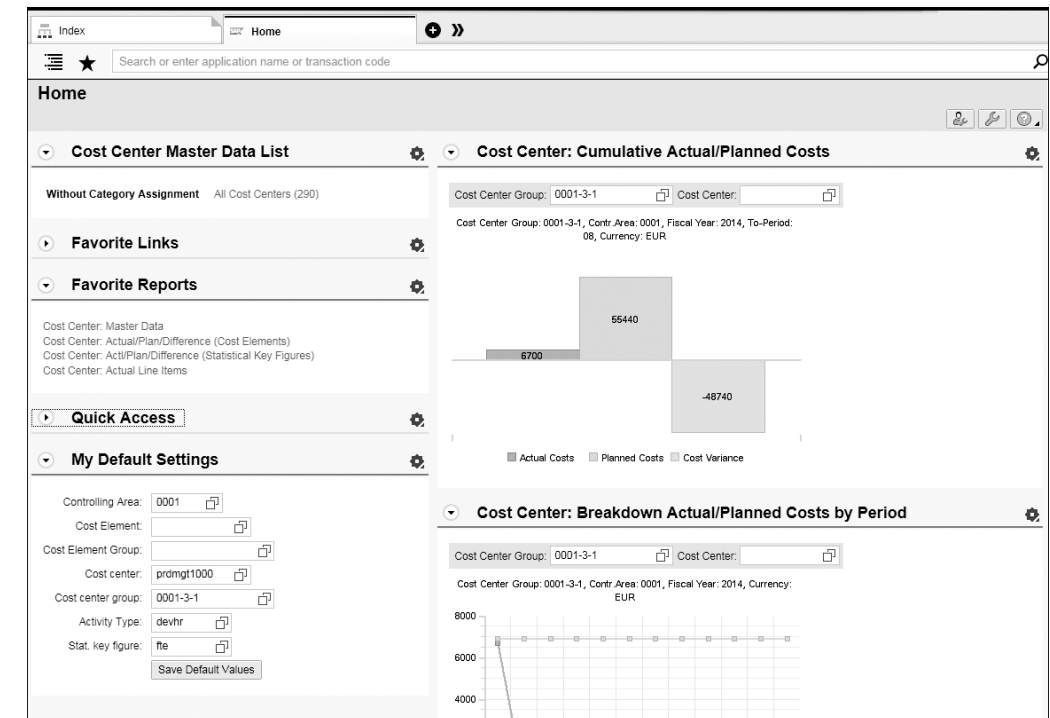 Index
Home
Search or enter application name or transaction code
Home
Cost Center Master Data List
Without Category Assignment All Cost Centers (290)
Favorite Links
Favorite Reports
Cost Center: Master Data
Cost Center: Actual/Plan/Difference (Cost Elements)
Cost Center: Actl/Plan/Difference (Statistical Key Figures)
Cost Center: Actual Line Items
Quick Access
My Default Settings
Controlling Area: 0001
Cost Element:
Cost Element Group:
Cost center: prdmgt1000
Cost center group: 0001-3-1
Activity Type: devhr
Stat. key figure: fte
Save Default Values
Cost Center: Cumulative Actual/Planned Costs
Cost Center Group: 0001-3-1 Cost Center:
Cost Center Group: 0001-3-1, Contr.Area: 0001, Fiscal Year: 2014, To-Period:
08, Currency: EUR
55440
6700
-48740
Actual Costs Planned Costs Cost Variance
Cost Center: Breakdown Actual/Planned Costs by Period
Cost Center Group: 0001-3-1 Cost Center:
Cost Center Group: 0001-3-1, Contr.Area: 0001, Fiscal Year: 2014, Currency:
EUR
8000
6000
4000